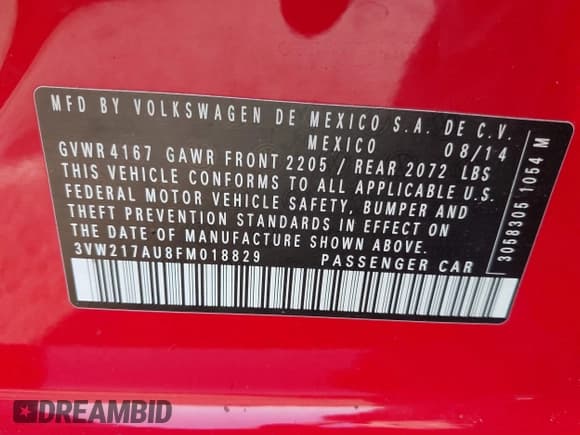 MFD BY VOLKSWAGEN DE MEXICO S.A. DE C.V.
MEXICO 08/14
GVWR 4167 GAWR FRONT 2205 / REAR 2072 LBS
THIS VEHICLE CONFORMS TO ALL APPLICABLE U.S.
FEDERAL MOTOR VEHICLE SAFETY, BUMPER AND
THEFT PREVENTION STANDARDS IN EFFECT ON
THE DATE OF MANUFACTURE SHOWN ABOVE.
3VW217AU8FM018829 PASSENGER CAR
3068305 1054 M
DREAMBID